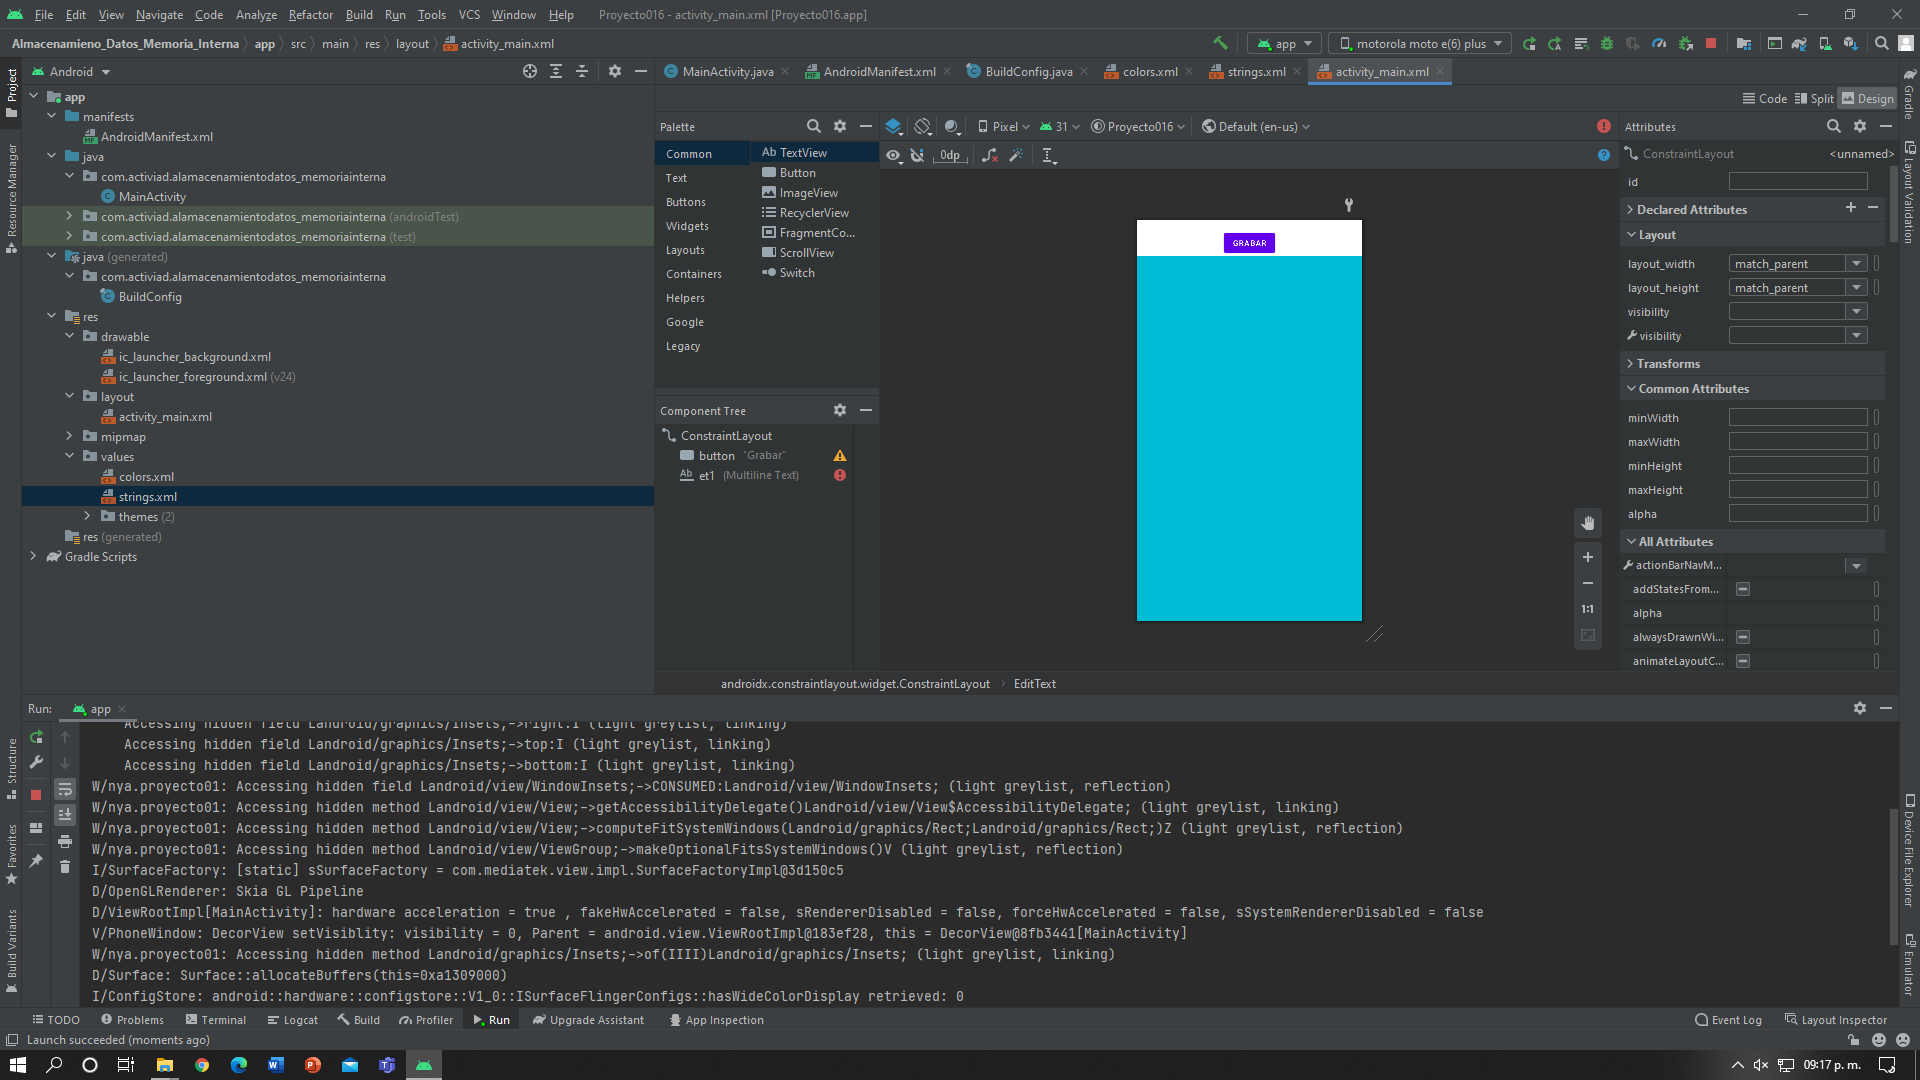 File Edit View Navigate Code Analyze Refactor Build Run Tools VCS Window Help Proyecto016 - activity_main.xml [Proyecto016.app]
Almacenamieno_Datos_Memoria_Interna app src main res layout activity_main.xml app motorola moto e(6) plus
Project
Resource Manager
Structure
Favorites
Build Variants
Android
app
manifests
AndroidManifest.xml
java
com.activiad.alamacenamientodatos_memoriainterna
MainActivity
com.activiad.alamacenamientodatos_memoriainterna (androidTest)
com.activiad.alamacenamientodatos_memoriainterna (test)
java (generated)
com.activiad.alamacenamientodatos_memoriainterna
BuildConfig
res
drawable
ic_launcher_background.xml
ic_launcher_foreground.xml (v24)
layout
activity_main.xml
mipmap
values
colors.xml
strings.xml
themes (2)
res (generated)
Gradle Scripts
MainActivity.java AndroidManifest.xml BuildConfig.java colors.xml strings.xml activity_main.xml
Code Split Design
Palette
Common
Text
Buttons
Widgets
Layouts
Containers
Helpers
Google
Legacy
Ab TextView
Button
ImageView
RecyclerView
FragmentCo...
ScrollView
Switch
Component Tree
ConstraintLayout
button "Grabar"
Ab et1 (Multiline Text)
Pixel 31 Proyecto016 Default (en-us)
0dp
GRABAR
1:1
androidx.constraintlayout.widget.ConstraintLayout EditText
Attributes
ConstraintLayout <unnamed>
id
Declared Attributes
Layout
layout_width match_parent
layout_height match_parent
visibility
visibility
Transforms
Common Attributes
minWidth
maxWidth
minHeight
maxHeight
alpha
All Attributes
actionBarNavM...
addStatesFrom...
alpha
alwaysDrawnWi...
animateLayoutC...
Gradle
Layout Validation
Device File Explorer
Emulator
Run: app
Accessing hidden field Landroid/graphics/Insets;->right:I (light greylist, linking)
Accessing hidden field Landroid/graphics/Insets;->top:I (light greylist, linking)
Accessing hidden field Landroid/graphics/Insets;->bottom:I (light greylist, linking)
W/nya.proyecto01: Accessing hidden field Landroid/view/WindowInsets;->CONSUMED:Landroid/view/WindowInsets; (light greylist, reflection)
W/nya.proyecto01: Accessing hidden method Landroid/view/View;->getAccessibilityDelegate()Landroid/view/View$AccessibilityDelegate; (light greylist, linking)
W/nya.proyecto01: Accessing hidden method Landroid/view/View;->computeFitSystemWindows(Landroid/graphics/Rect;Landroid/graphics/Rect;)Z (light greylist, reflection)
W/nya.proyecto01: Accessing hidden method Landroid/view/ViewGroup;->makeOptionalFitsSystemWindows()V (light greylist, reflection)
I/SurfaceFactory: [static] sSurfaceFactory = com.mediatek.view.impl.SurfaceFactoryImpl@3d150c5
D/OpenGLRenderer: Skia GL Pipeline
D/ViewRootImpl[MainActivity]: hardware acceleration = true , fakeHwAccelerated = false, sRendererDisabled = false, forceHwAccelerated = false, sSystemRendererDisabled = false
V/PhoneWindow: DecorView setVisiblity: visibility = 0, Parent = android.view.ViewRootImpl@183ef28, this = DecorView@8fb3441[MainActivity]
W/nya.proyecto01: Accessing hidden method Landroid/graphics/Insets;->of(IIII)Landroid/graphics/Insets; (light greylist, linking)
D/Surface: Surface::allocateBuffers(this=0xa1309000)
I/ConfigStore: android::hardware::configstore::V1_0::ISurfaceFlingerConfigs::hasWideColorDisplay retrieved: 0
TODO Problems Terminal Logcat Build Profiler Run Upgrade Assistant App Inspection Event Log Layout Inspector
Launch succeeded (moments ago)
09:17 p. m.